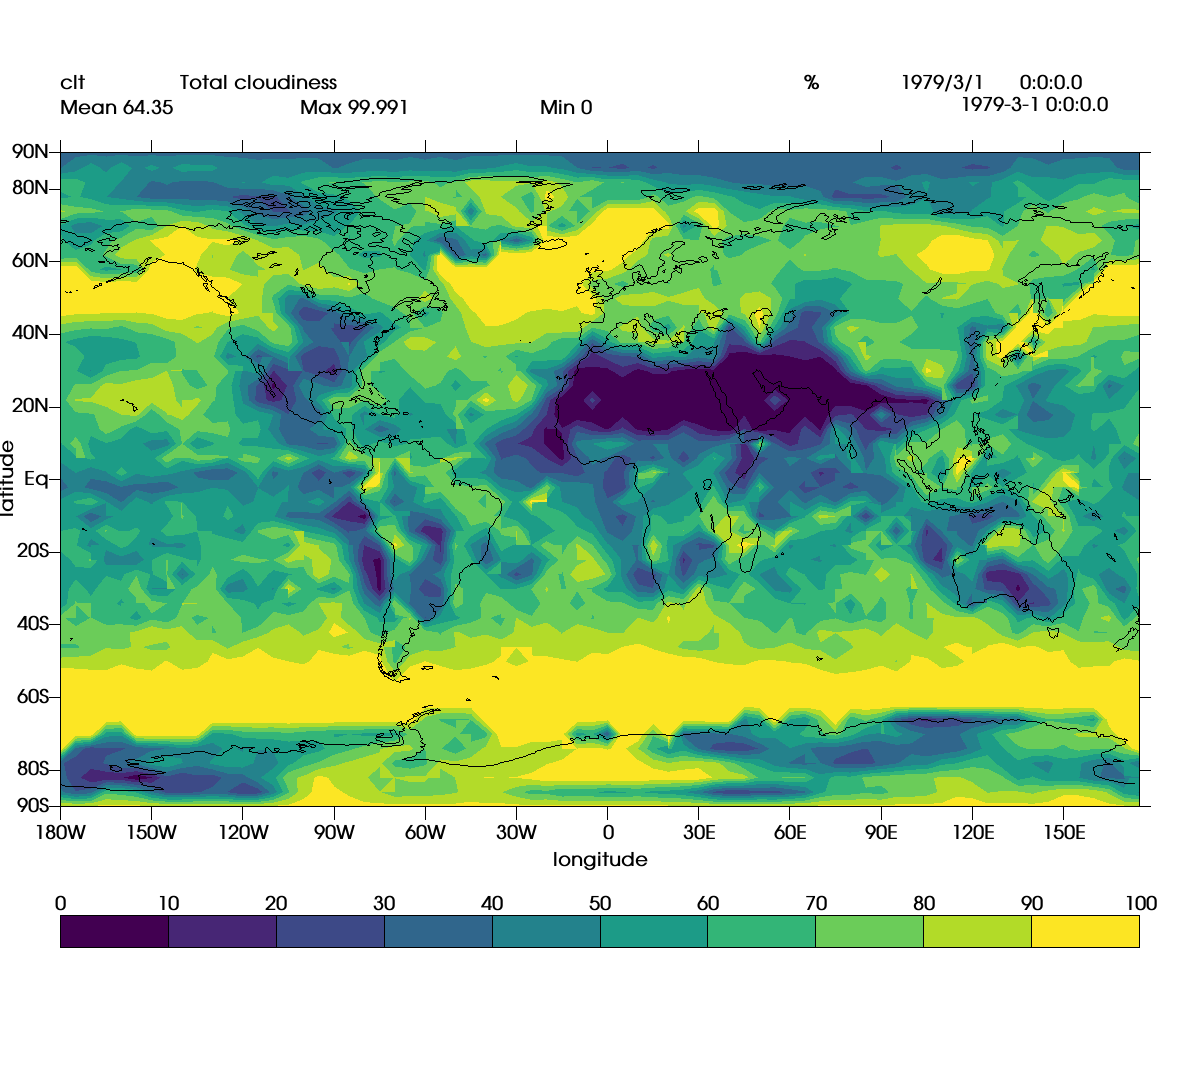 clt Total cloudiness % 1979/3/1 0:0:0.0
Mean 64.35 Max 99.991 Min 0 1979-3-1 0:0:0.0
90N
80N
60N
40N
20N
Eq
20S
40S
60S
80S
90S
latitude
180W 150W 120W 90W 60W 30W 0 30E 60E 90E 120E 150E
longitude
0 10 20 30 40 50 60 70 80 90 100